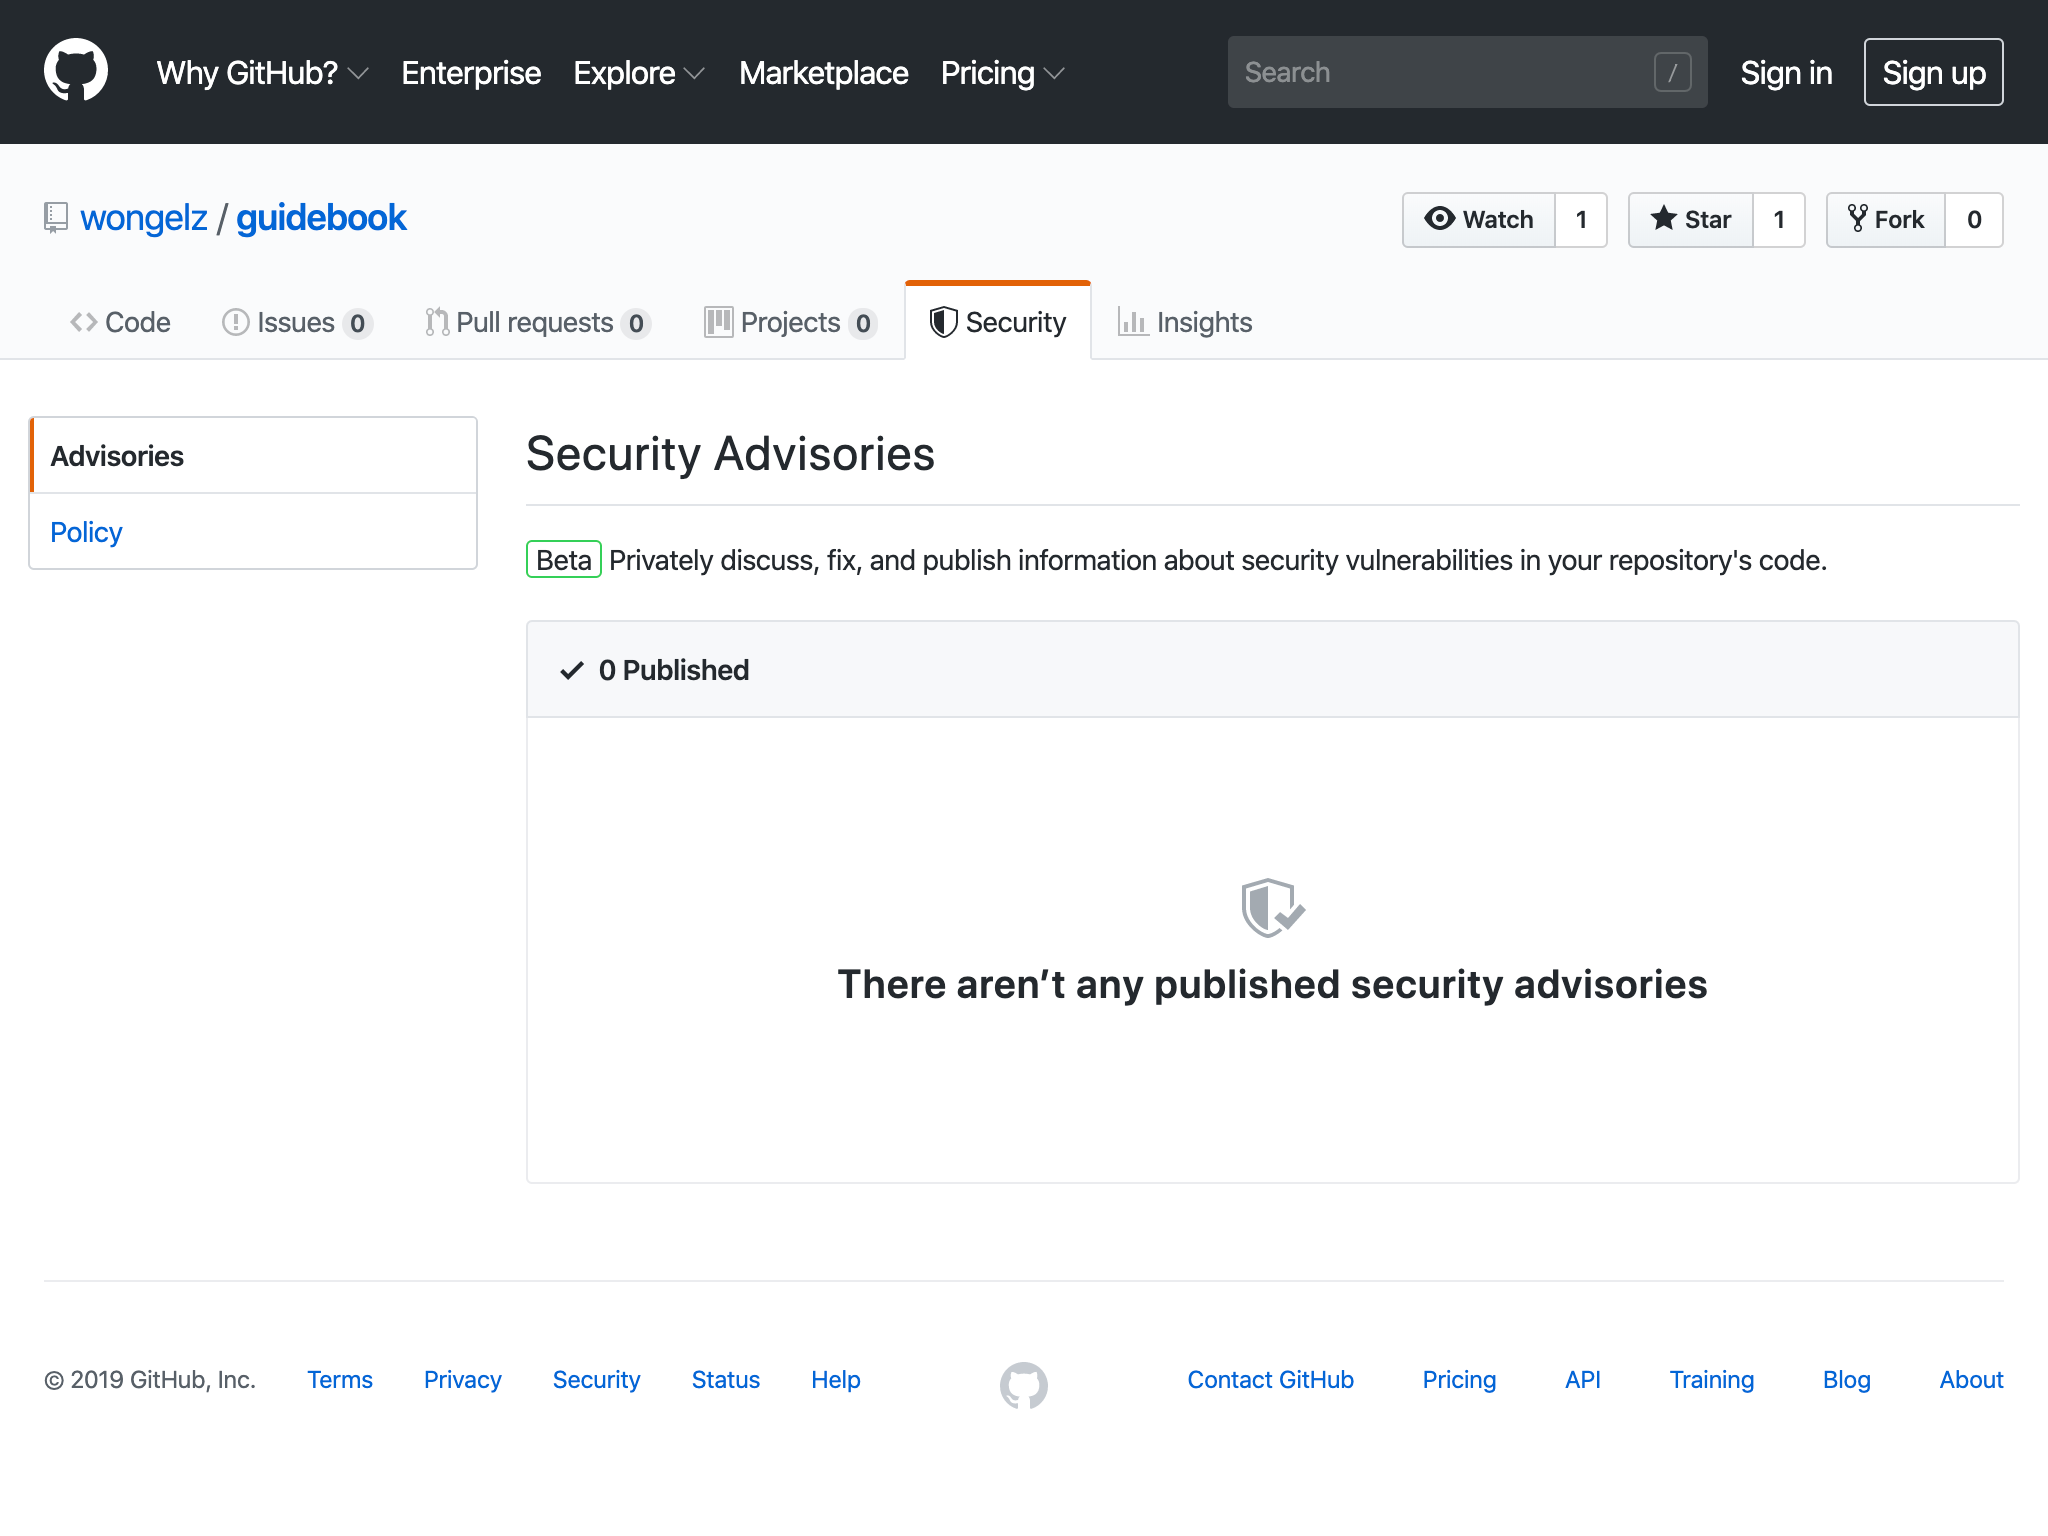 Why GitHub? Enterprise Explore Marketplace Pricing Search / Sign in Sign up
wongelz / guidebook Watch 1 Star 1 Fork 0
Code Issues 0 Pull requests 0 Projects 0 Security Insights
Advisories
Policy
Security Advisories
Beta Privately discuss, fix, and publish information about security vulnerabilities in your repository's code.
0 Published
There aren’t any published security advisories
© 2019 GitHub, Inc. Terms Privacy Security Status Help Contact GitHub Pricing API Training Blog About